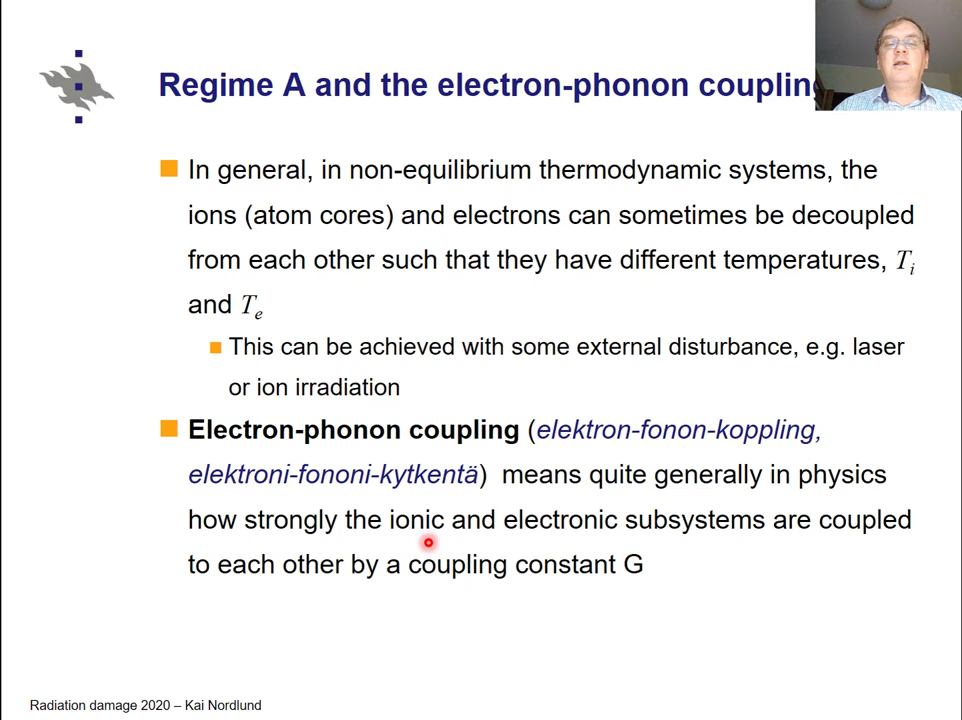 Regime A and the electron-phonon coupling
In general, in non-equilibrium thermodynamic systems, the
ions (atom cores) and electrons can sometimes be decoupled
from each other such that they have different temperatures, Ti
and Te
This can be achieved with some external disturbance, e.g. laser
or ion irradiation
Electron-phonon coupling (elektron-fonon-koppling,
elektroni-fononi-kytkentä) means quite generally in physics
how strongly the ionic and electronic subsystems are coupled
to each other by a coupling constant G
Radiation damage 2020 – Kai Nordlund